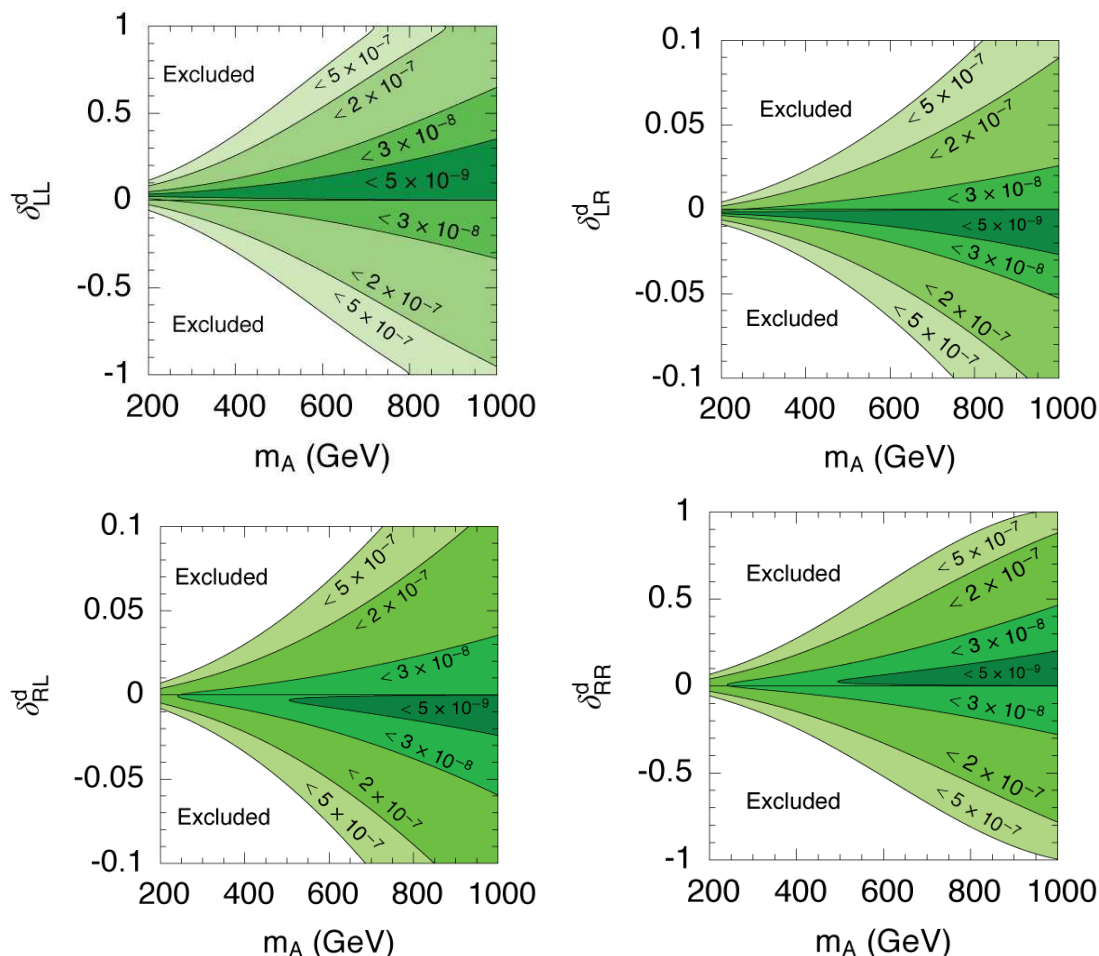 1
0.5
0
-0.5
-1
δ^d_LL
Excluded
< 5 × 10⁻⁷
< 2 × 10⁻⁷
< 3 × 10⁻⁸
< 5 × 10⁻⁹
< 3 × 10⁻⁸
< 2 × 10⁻⁷
< 5 × 10⁻⁷
Excluded
200 400 600 800 1000
m_A (GeV)
0.1
0.05
0
-0.05
-0.1
δ^d_LR
Excluded
< 5 × 10⁻⁷
< 2 × 10⁻⁷
< 3 × 10⁻⁸
< 5 × 10⁻⁹
< 3 × 10⁻⁸
< 2 × 10⁻⁷
< 5 × 10⁻⁷
Excluded
200 400 600 800 1000
m_A (GeV)
0.1
0.05
0
-0.05
-0.1
δ^d_RL
Excluded
< 5 × 10⁻⁷
< 2 × 10⁻⁷
< 3 × 10⁻⁸
< 5 × 10⁻⁹
< 3 × 10⁻⁸
< 2 × 10⁻⁷
< 5 × 10⁻⁷
Excluded
200 400 600 800 1000
m_A (GeV)
1
0.5
0
-0.5
-1
δ^d_RR
Excluded
< 5 × 10⁻⁷
< 2 × 10⁻⁷
< 3 × 10⁻⁸
< 5 × 10⁻⁹
< 3 × 10⁻⁸
< 2 × 10⁻⁷
< 5 × 10⁻⁷
Excluded
200 400 600 800 1000
m_A (GeV)